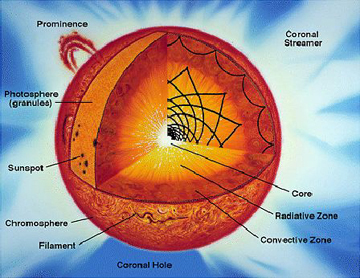 Prominence
Coronal
Streamer
Photosphere
(granules)
Sunspot
Core
Radiative Zone
Chromosphere
Convective Zone
Filament
Coronal Hole